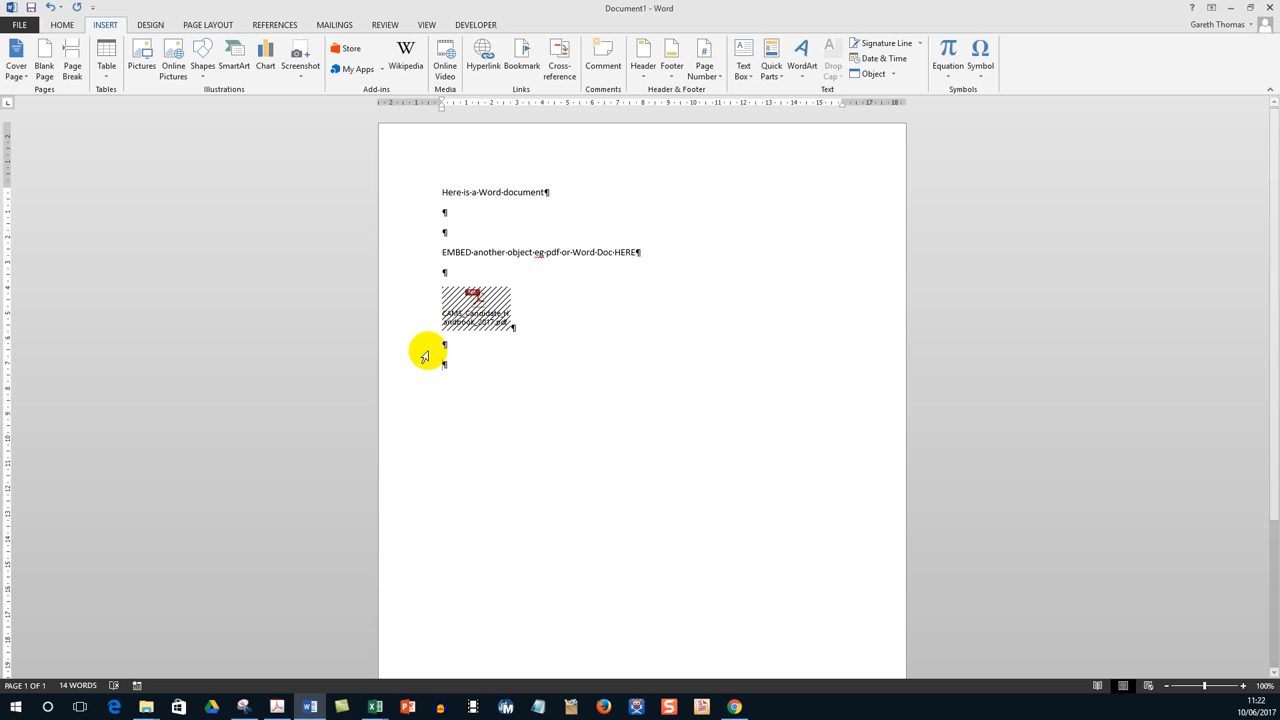 Document1 - Word
FILE HOME INSERT DESIGN PAGE LAYOUT REFERENCES MAILINGS REVIEW VIEW DEVELOPER
Gareth Thomas
Cover Page
Blank Page
Page Break
Table
Pictures
Online Pictures
Shapes
SmartArt
Chart
Screenshot
Store
My Apps
W
Wikipedia
Online Video
Hyperlink
Bookmark
Cross-reference
Comment
Header
Footer
Page Number
Text Box
Quick Parts
WordArt
Drop Cap
Signature Line
Date & Time
Object
Equation
Symbol
Pages Tables Illustrations Add-ins Media Links Comments Header & Footer Text Symbols
Here·is·a·Word·document¶
¶
¶
EMBED·another·object·eg·pdf·or·Word·Doc·HERE¶
¶
CAMS_Candidate_H
andbook_2017.pdf
¶
¶
¶
PAGE 1 OF 1 14 WORDS
100%
11:22
10/06/2017